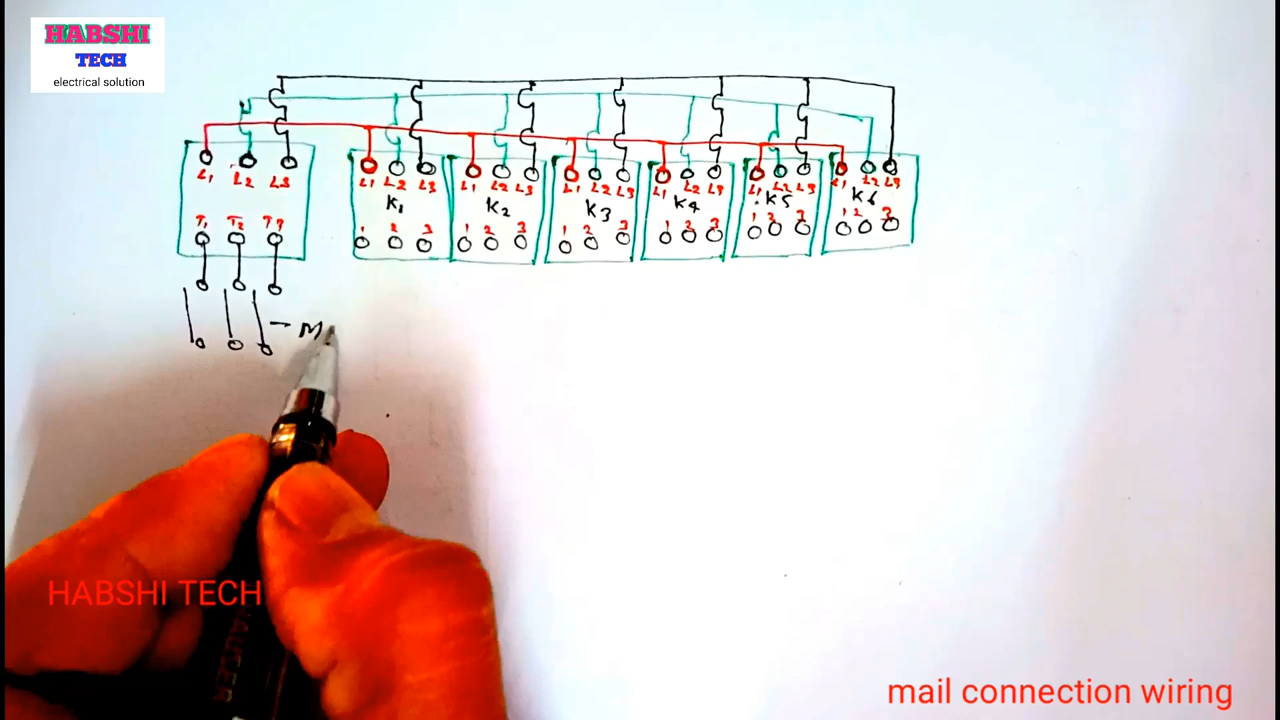 HABSHI
TECH
electrical solution
L1 L2 L3
T1 T2
L1 L2 L3
K1
1 2 3
L1 L2 L3
K2
1 2 3
L1 L2 L3
K3
1 2 3
L1 L2 L3
K4
1 2 3
L1 L2 L3
K5
1 2 3
L1 L2 L3
K6
1 2 3
M
HABSHI TECH
mail connection wiring